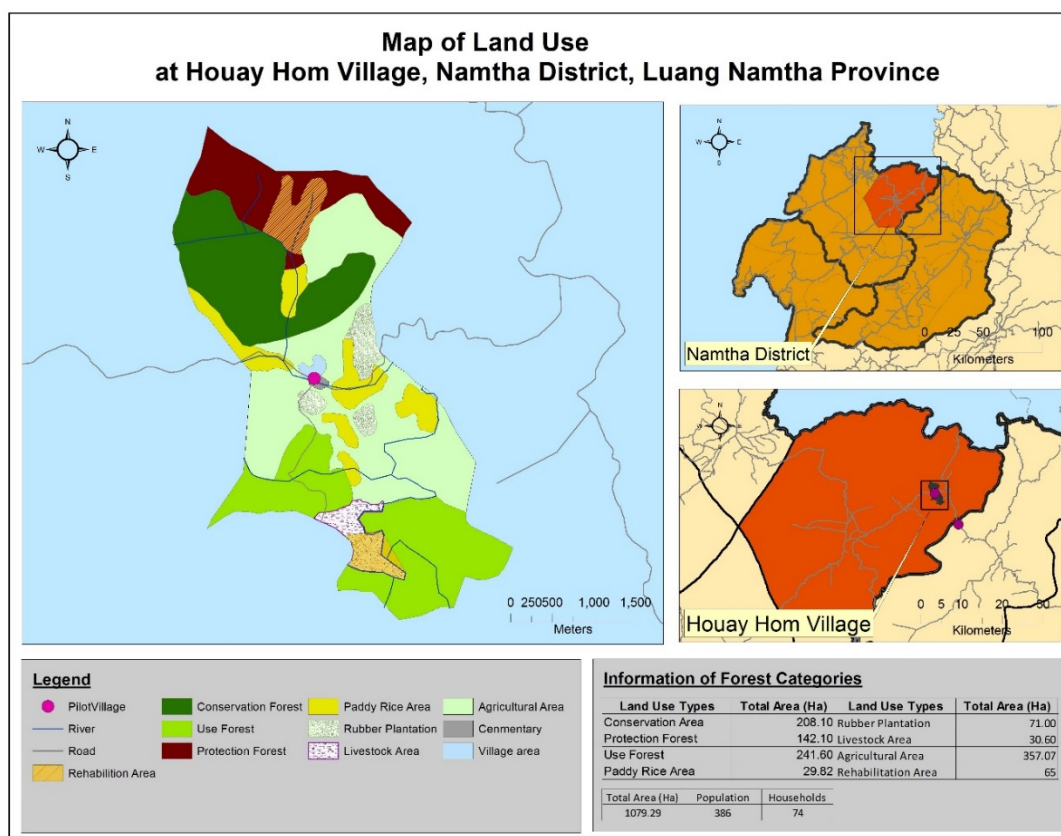 Map of Land Use
at Houay Hom Village, Namtha District, Luang Namtha Province
N
W E
S
0 250500 1,000 1,500
Meters
N
W E
S
0 25 50 100
Kilometers
Namtha District
N
W E
S
0 5 10 20 30
Kilometers
Houay Hom Village
Legend
PilotVillage
River
Road
Rehabilition Area
Conservation Forest
Use Forest
Protection Forest
Paddy Rice Area
Rubber Plantation
Livestock Area
Agricultural Area
Cenmentary
Village area
Information of Forest Categories
Land Use Types Total Area (Ha) Land Use Types Total Area (Ha)
Conservation Area 208.10 Rubber Plantation 71.00
Protection Forest 142.10 Livestock Area 30.60
Use Forest 241.60 Agricultural Area 357.07
Paddy Rice Area 29.82 Rehabilitation Area 65
Total Area (Ha) Population Households
1079.29 386 74